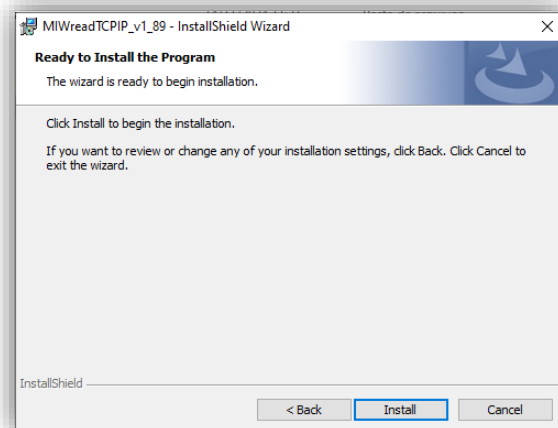 MIWreadTCPIP_v1_89 - InstallShield Wizard
Ready to Install the Program
The wizard is ready to begin installation.
Click Install to begin the installation.
If you want to review or change any of your installation settings, click Back. Click Cancel to
exit the wizard.
InstallShield
< Back
Install
Cancel